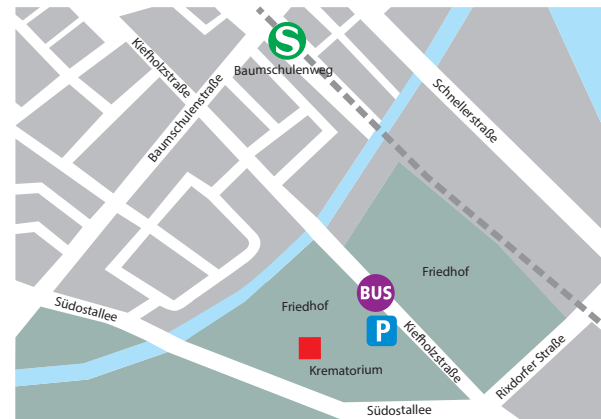 S
Baumschulenweg
Kiefholzstraße
Baumschulenstraße
Schnellerstraße
Friedhof
BUS
Friedhof
P
Südostallee
Krematorium
Kiefholzstraße
Rixdorfer Straße
Südostallee